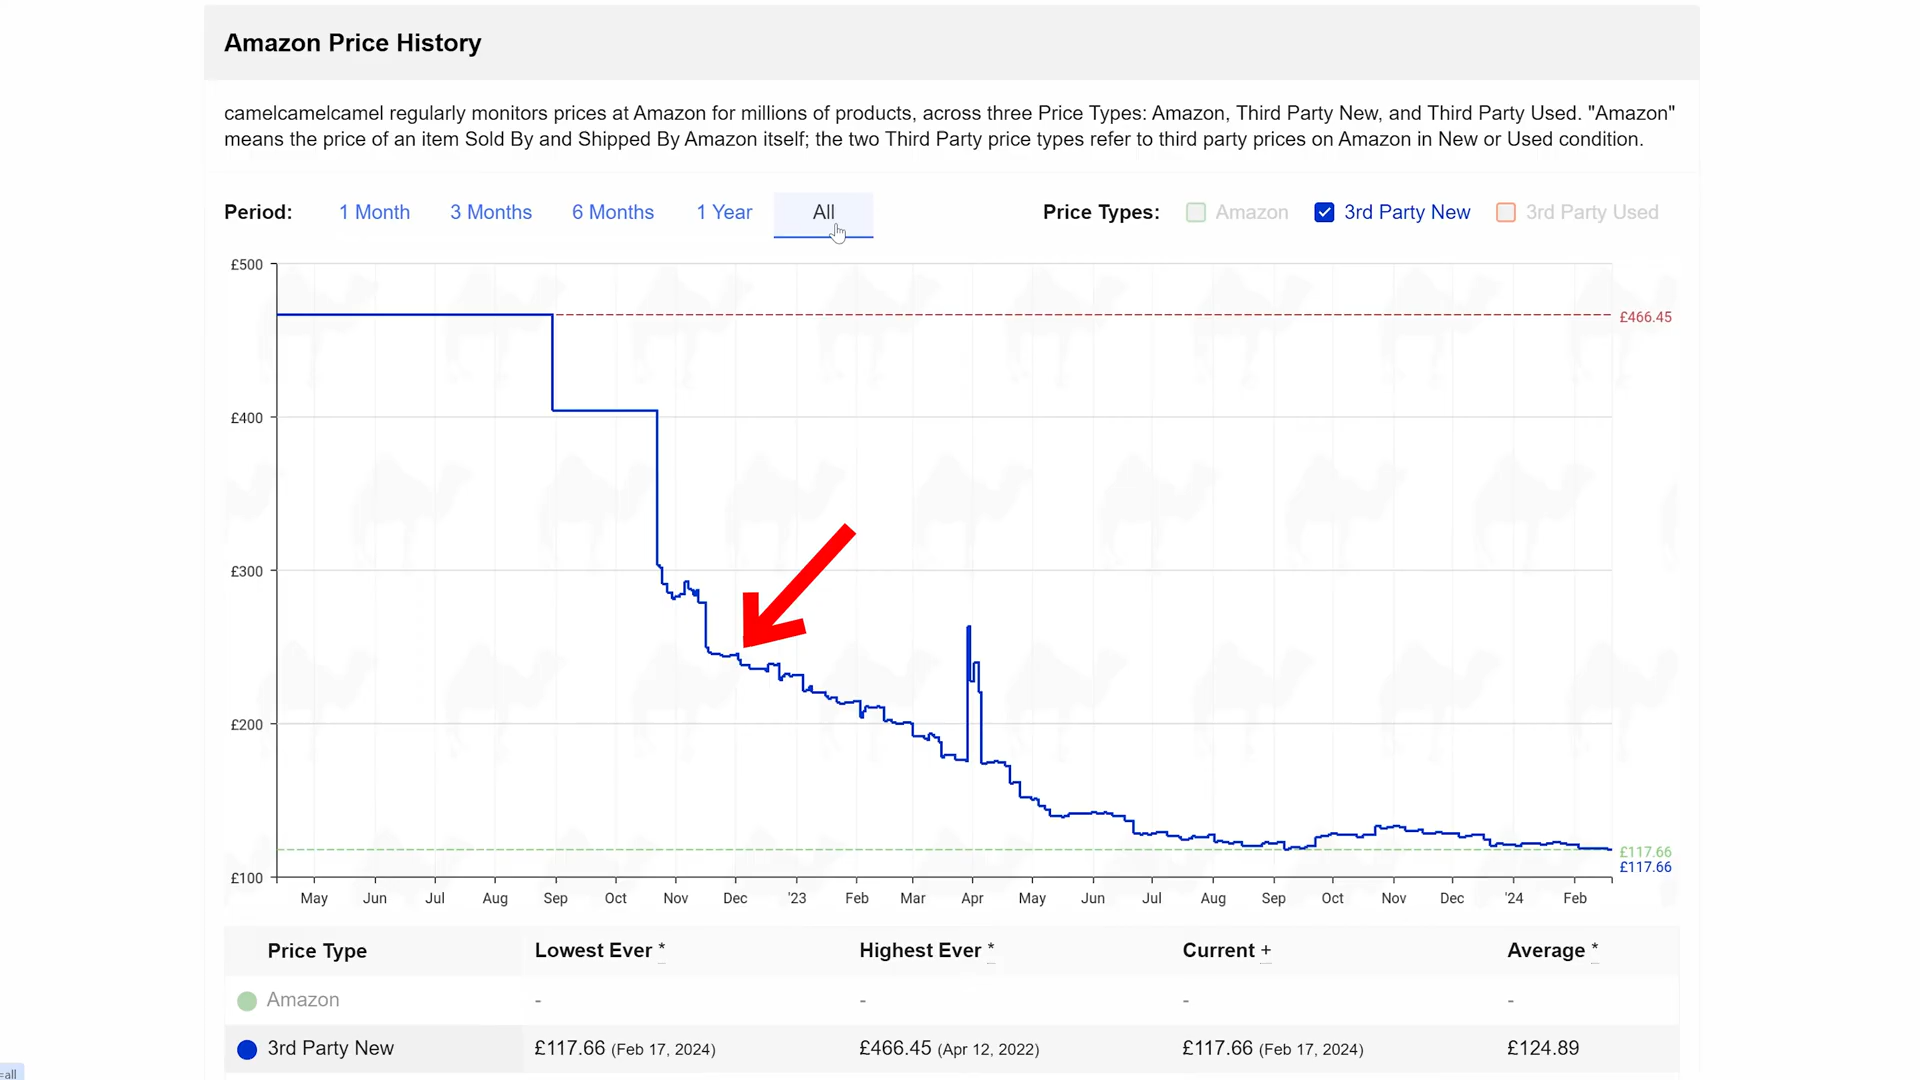 Amazon Price History
camelcamelcamel regularly monitors prices at Amazon for millions of products, across three Price Types: Amazon, Third Party New, and Third Party Used. "Amazon"
means the price of an item Sold By and Shipped By Amazon itself; the two Third Party price types refer to third party prices on Amazon in New or Used condition.
Period: 1 Month 3 Months 6 Months 1 Year All Price Types: Amazon 3rd Party New 3rd Party Used
£500
£466.45
£400
£300
£200
£117.66
£117.66
£100
May Jun Jul Aug Sep Oct Nov Dec '23 Feb Mar Apr May Jun Jul Aug Sep Oct Nov Dec '24 Feb
Price Type Lowest Ever * Highest Ever * Current + Average *
Amazon - - - -
3rd Party New £117.66 (Feb 17, 2024) £466.45 (Apr 12, 2022) £117.66 (Feb 17, 2024) £124.89
=all